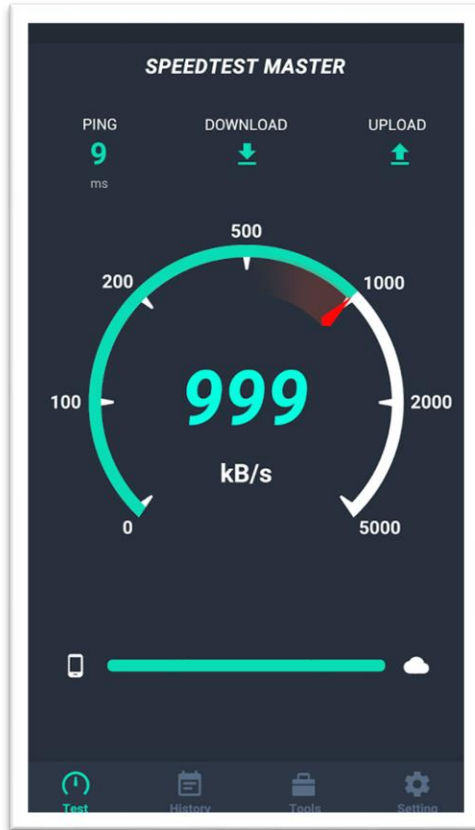 SPEEDTEST MASTER
PING DOWNLOAD UPLOAD
9
ms
500
200 1000
100 999 2000
kB/s
0 5000
Test History Tools Setting